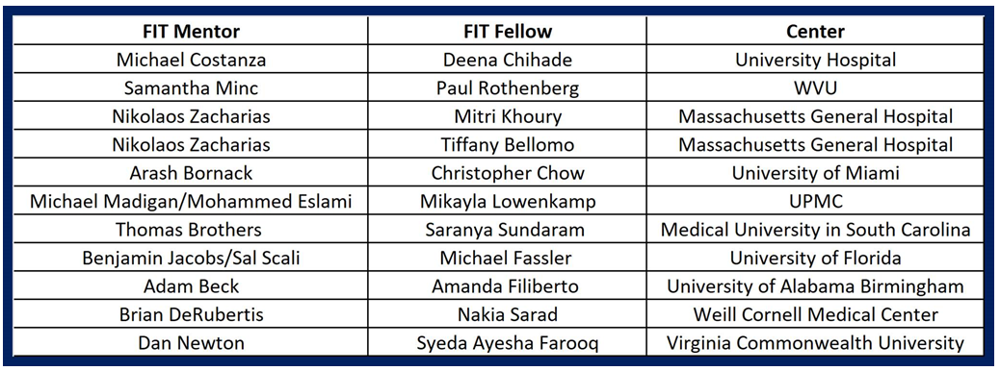 FIT Mentor FIT Fellow Center
Michael Costanza Deena Chihade University Hospital
Samantha Minc Paul Rothenberg WVU
Nikolaos Zacharias Mitri Khoury Massachusetts General Hospital
Nikolaos Zacharias Tiffany Bellomo Massachusetts General Hospital
Arash Bornack Christopher Chow University of Miami
Michael Madigan/Mohammed Eslami Mikayla Lowenkamp UPMC
Thomas Brothers Saranya Sundaram Medical University in South Carolina
Benjamin Jacobs/Sal Scali Michael Fassler University of Florida
Adam Beck Amanda Filiberto University of Alabama Birmingham
Brian DeRubertis Nakia Sarad Weill Cornell Medical Center
Dan Newton Syeda Ayesha Farooq Virginia Commonwealth University